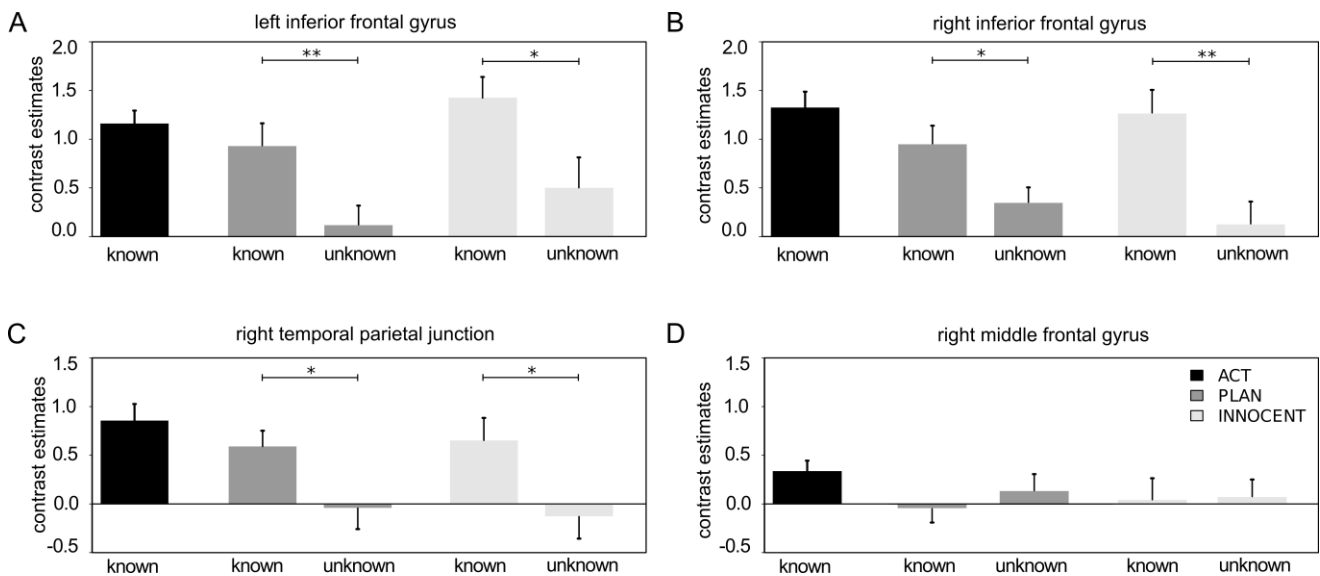 A
left inferior frontal gyrus
contrast estimates
2.0
1.5
1.0
0.5
0.0
** *
known known unknown known unknown
B
right inferior frontal gyrus
contrast estimates
2.0
1.5
1.0
0.5
0.0
* **
known known unknown known unknown
C
right temporal parietal junction
contrast estimates
1.5
1.0
0.5
0.0
-0.5
* *
known known unknown known unknown
D
right middle frontal gyrus
contrast estimates
1.5
1.0
0.5
0.0
-0.5
ACT
PLAN
INNOCENT
known known unknown known unknown